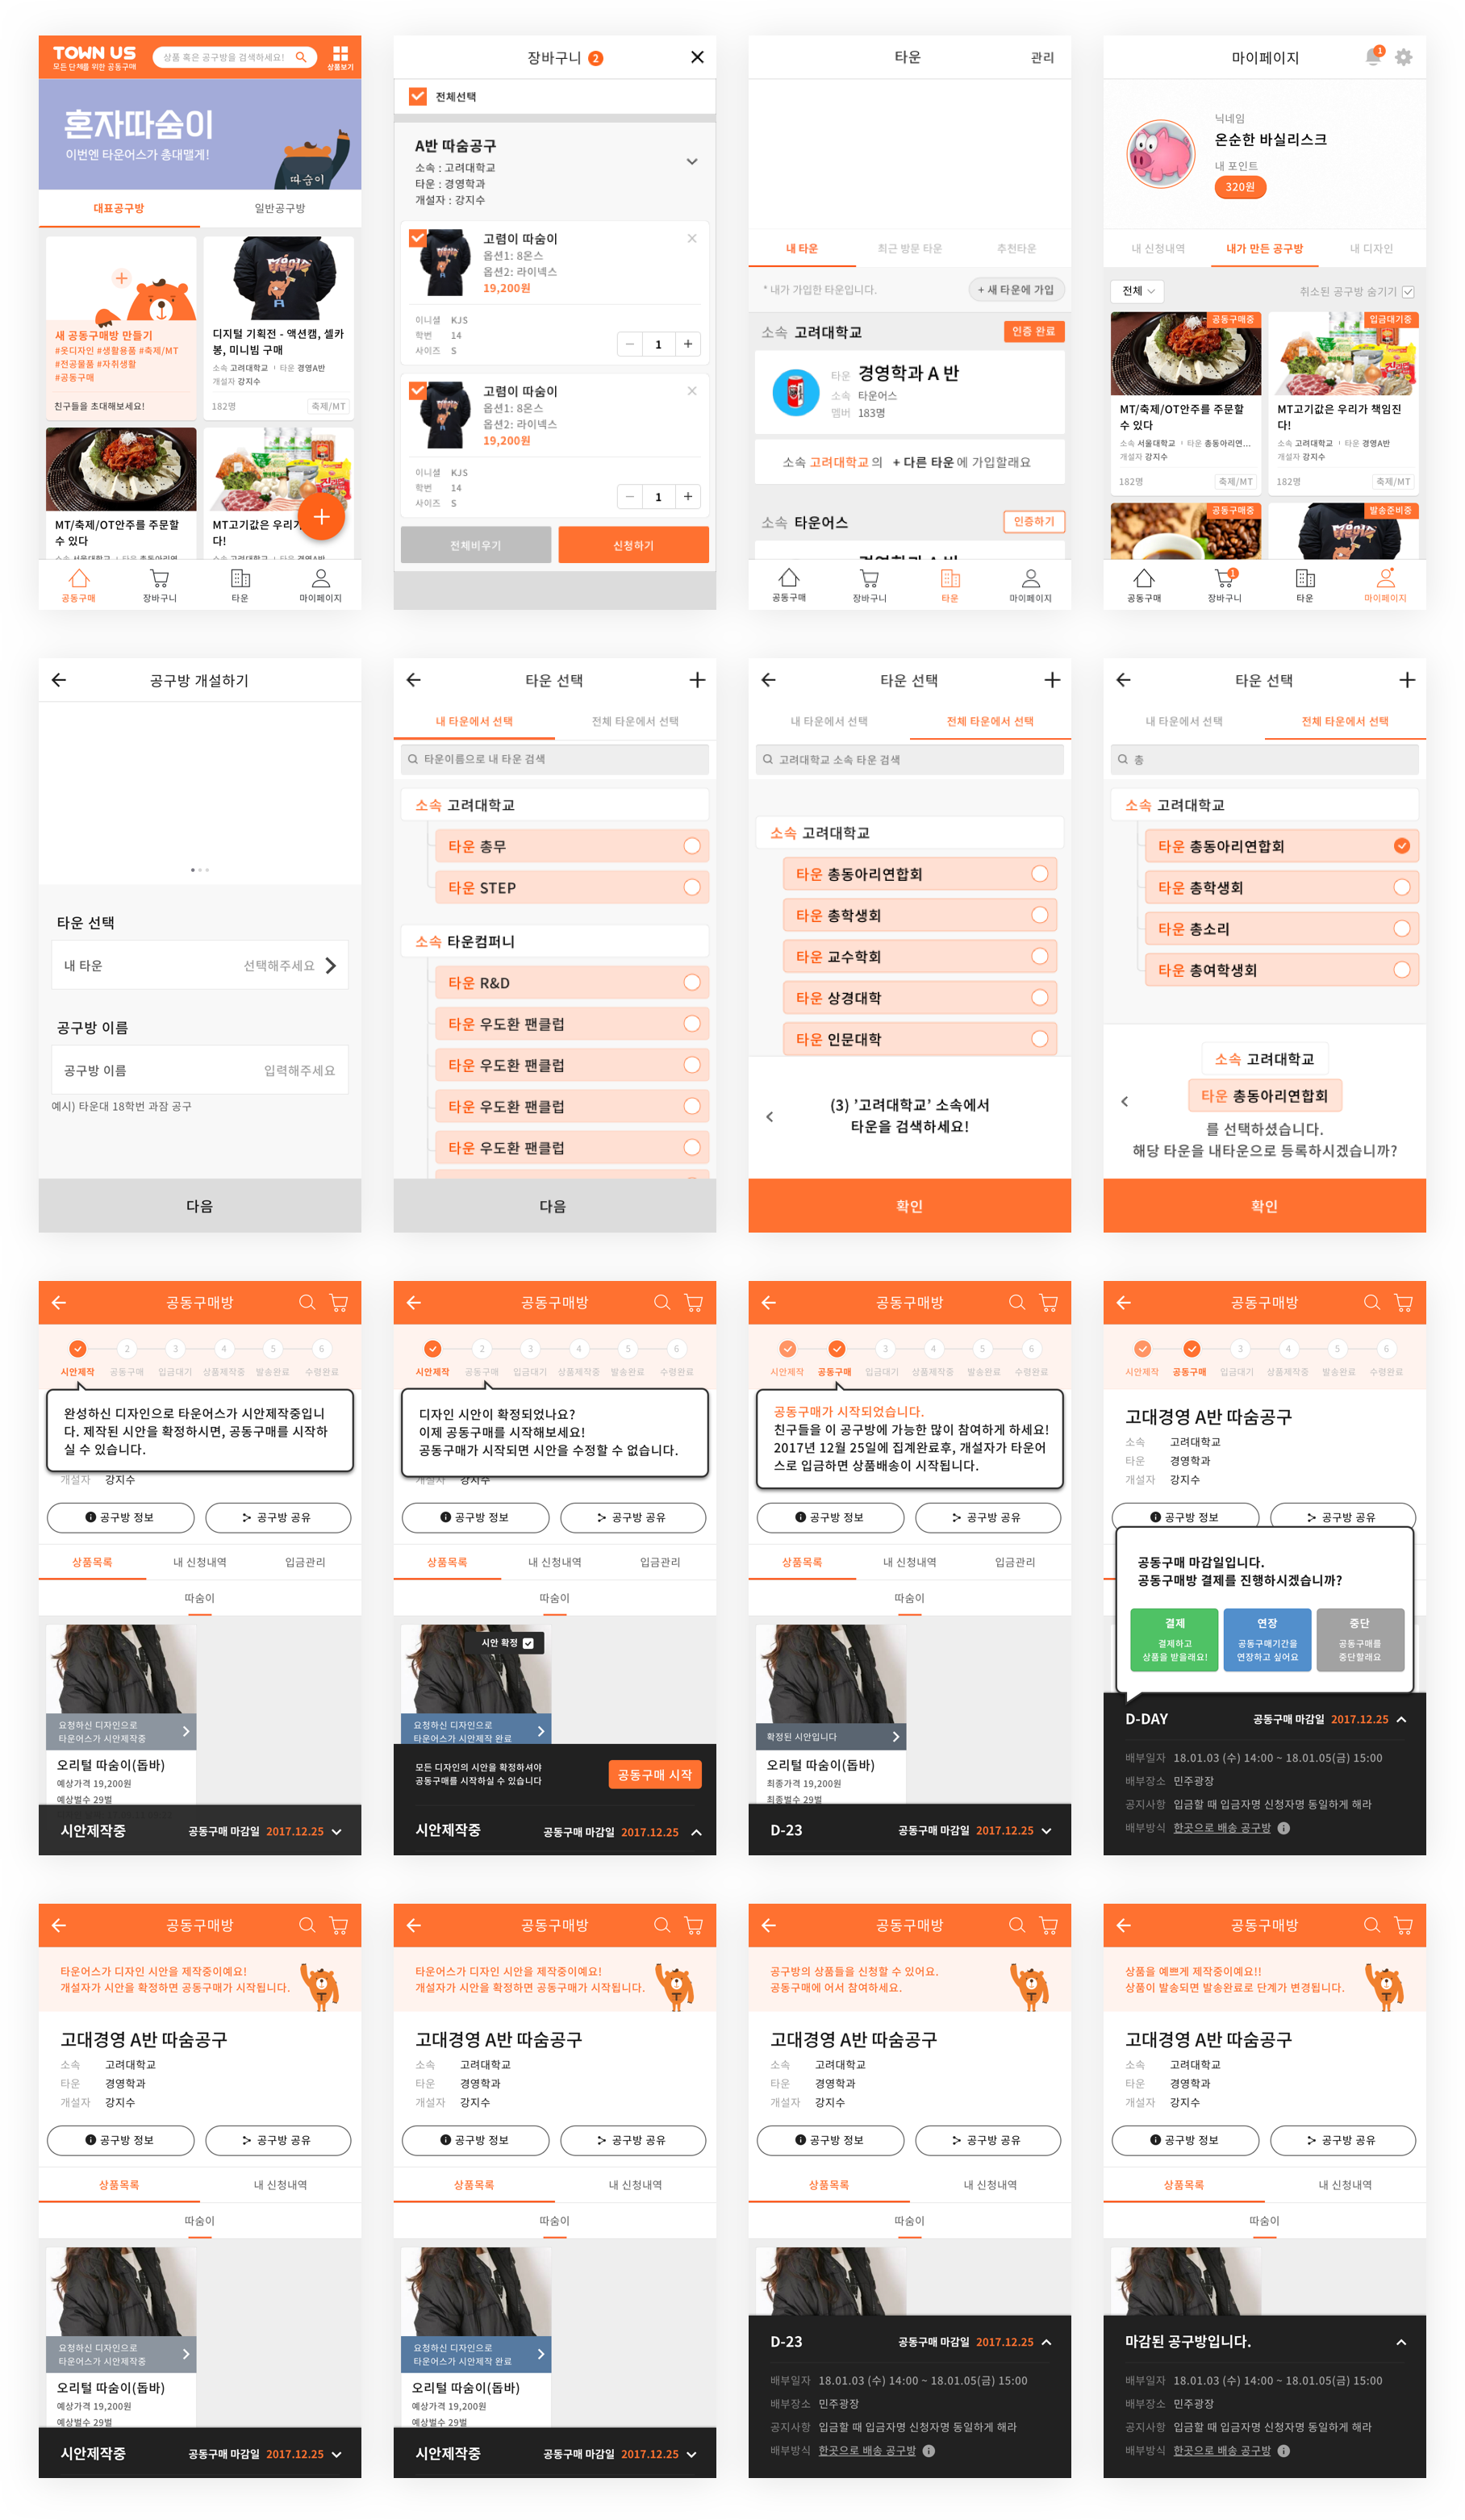 TOWN US
모든 단체를 위한 공동구매
상품 혹은 공구방을 검색하세요!
상품보기
혼자따숨이
이번엔 타운어스가 총대맬게!
따숨이
대표공구방
일반공구방
새 공동구매방 만들기
#옷디자인 #생활용품 #축제/MT
#전공물품 #자취생활
#공동구매
친구들을 초대해보세요!
디지털 기획전 - 액션캠, 셀카
봉, 미니빔 구매
소속 고려대학교 타운 경영A반
개설자 강지수
182명
축제/MT
MT/축제/OT안주를 주문할
수 있다
MT고기값은 우리가
다!
공동구매
장바구니
타운
마이페이지
장바구니 2
전체선택
A반 따숨공구
소속 : 고려대학교
타운 : 경영학과
개설자 : 강지수
고렴이 따숨이
옵션1: 8온스
옵션2: 라이넥스
19,200원
이니셜 KJS
학번 14
사이즈 S
1
고렴이 따숨이
옵션1: 8온스
옵션2: 라이넥스
19,200원
이니셜 KJS
학번 14
사이즈 S
1
전체비우기
신청하기
타운
관리
내 타운
최근 방문 타운
추천타운
* 내가 가입한 타운입니다.
+ 새 타운에 가입
소속 고려대학교
인증 완료
타운 경영학과 A 반
소속 타운어스
멤버 183명
소속 고려대학교 의 + 다른 타운 에 가입할래요
소속 타운어스
인증하기
공동구매
장바구니
타운
마이페이지
마이페이지
1
닉네임
온순한 바실리스크
내 포인트
320원
내 신청내역
내가 만든 공구방
내 디자인
전체
취소된 공구방 숨기기
공동구매중
MT/축제/OT안주를 주문할
수 있다
소속 서울대학교 타운 총동아리연...
개설자 강지수
182명
축제/MT
입금대기중
MT고기값은 우리가 책임진
다!
소속 고려대학교 타운 경영A반
개설자 강지수
182명
축제/MT
공동구매중
발송준비중
공동구매
장바구니
1
타운
마이페이지
공구방 개설하기
타운 선택
내 타운
선택해주세요
공구방 이름
공구방 이름
입력해주세요
예시) 타운대 18학번 과잠 공구
다음
타운 선택
내 타운에서 선택
전체 타운에서 선택
타운이름으로 내 타운 검색
소속 고려대학교
타운 총무
타운 STEP
소속 타운컴퍼니
타운 R&D
타운 우도환 팬클럽
타운 우도환 팬클럽
타운 우도환 팬클럽
타운 우도환 팬클럽
다음
타운 선택
내 타운에서 선택
전체 타운에서 선택
고려대학교 소속 타운 검색
소속 고려대학교
타운 총동아리연합회
타운 총학생회
타운 교수학회
타운 상경대학
타운 인문대학
(3) '고려대학교' 소속에서
타운을 검색하세요!
확인
타운 선택
내 타운에서 선택
전체 타운에서 선택
총
소속 고려대학교
타운 총동아리연합회
타운 총학생회
타운 총소리
타운 총여학생회
소속 고려대학교
타운 총동아리연합회
를 선택하셨습니다.
해당 타운을 내타운으로 등록하시겠습니까?
확인
공동구매방
2 3 4 5 6
시안제작 공동구매 입금대기 상품제작중 발송완료 수령완료
완성하신 디자인으로 타운어스가 시안제작중입니
다. 제작된 시안을 확정하시면, 공동구매를 시작하
실 수 있습니다.
개설자 강지수
공구방 정보
공구방 공유
상품목록
내 신청내역
입금관리
따숨이
요청하신 디자인으로
타운어스가 시안제작중
오리털 따숨이(돕바)
예상가격 19,200원
예상벌수 29벌
시안제작중
공동구매 마감일 2017.12.25
공동구매방
2 3 4 5 6
시안제작 공동구매 입금대기 상품제작중 발송완료 수령완료
디자인 시안이 확정되었나요?
이제 공동구매를 시작해보세요!
공동구매가 시작되면 시안을 수정할 수 없습니다.
개설자 강지수
공구방 정보
공구방 공유
상품목록
내 신청내역
입금관리
따숨이
시안 확정
요청하신 디자인으로
타운어스가 시안제작 완료
모든 디자인의 시안을 확정하셔야
공동구매를 시작하실 수 있습니다
공동구매 시작
시안제작중
공동구매 마감일 2017.12.25
공동구매방
3 4 5 6
시안제작 공동구매 입금대기 상품제작중 발송완료 수령완료
공동구매가 시작되었습니다.
친구들을 이 공구방에 가능한 많이 참여하게 하세요!
2017년 12월 25일에 집계완료후, 개설자가 타운어
스로 입금하면 상품배송이 시작됩니다.
공구방 정보
공구방 공유
상품목록
내 신청내역
입금관리
따숨이
확정된 시안입니다
오리털 따숨이(돕바)
최종가격 19,200원
최종벌수 29벌
D-23
공동구매 마감일 2017.12.25
공동구매방
3 4 5 6
시안제작 공동구매 입금대기 상품제작중 발송완료 수령완료
고대경영 A반 따숨공구
소속 고려대학교
타운 경영학과
개설자 강지수
공구방 정보
공구방 공유
공동구매 마감일입니다.
공동구매방 결제를 진행하시겠습니까?
결제
결제하고
상품을 받을래요!
연장
공동구매기간을
연장하고 싶어요
중단
공동구매를
중단할래요
D-DAY
공동구매 마감일 2017.12.25
배부일자 18.01.03 (수) 14:00 ~ 18.01.05(금) 15:00
배부장소 민주광장
공지사항 입금할 때 입금자명 신청자명 동일하게 해라
배부방식 한곳으로 배송 공구방
공동구매방
타운어스가 디자인 시안을 제작중이예요!
개설자가 시안을 확정하면 공동구매가 시작됩니다.
고대경영 A반 따숨공구
소속 고려대학교
타운 경영학과
개설자 강지수
공구방 정보
공구방 공유
상품목록
내 신청내역
따숨이
요청하신 디자인으로
타운어스가 시안제작중
오리털 따숨이(돕바)
예상가격 19,200원
예상벌수 29벌
시안제작중
공동구매 마감일 2017.12.25
공동구매방
타운어스가 디자인 시안을 제작중이예요!
개설자가 시안을 확정하면 공동구매가 시작됩니다.
고대경영 A반 따숨공구
소속 고려대학교
타운 경영학과
개설자 강지수
공구방 정보
공구방 공유
상품목록
내 신청내역
따숨이
요청하신 디자인으로
타운어스가 시안제작 완료
오리털 따숨이(돕바)
예상가격 19,200원
예상벌수 29벌
시안제작중
공동구매 마감일 2017.12.25
공동구매방
공구방의 상품들을 신청할 수 있어요.
공동구매에 어서 참여하세요.
고대경영 A반 따숨공구
소속 고려대학교
타운 경영학과
개설자 강지수
공구방 정보
공구방 공유
상품목록
내 신청내역
따숨이
D-23
공동구매 마감일 2017.12.25
배부일자 18.01.03 (수) 14:00 ~ 18.01.05(금) 15:00
배부장소 민주광장
공지사항 입금할 때 입금자명 신청자명 동일하게 해라
배부방식 한곳으로 배송 공구방
공동구매방
상품을 예쁘게 제작중이예요!!
상품이 발송되면 발송완료로 단계가 변경됩니다.
고대경영 A반 따숨공구
소속 고려대학교
타운 경영학과
개설자 강지수
공구방 정보
공구방 공유
상품목록
내 신청내역
따숨이
마감된 공구방입니다.
배부일자 18.01.03 (수) 14:00 ~ 18.01.05(금) 15:00
배부장소 민주광장
공지사항 입금할 때 입금자명 신청자명 동일하게 해라
배부방식 한곳으로 배송 공구방